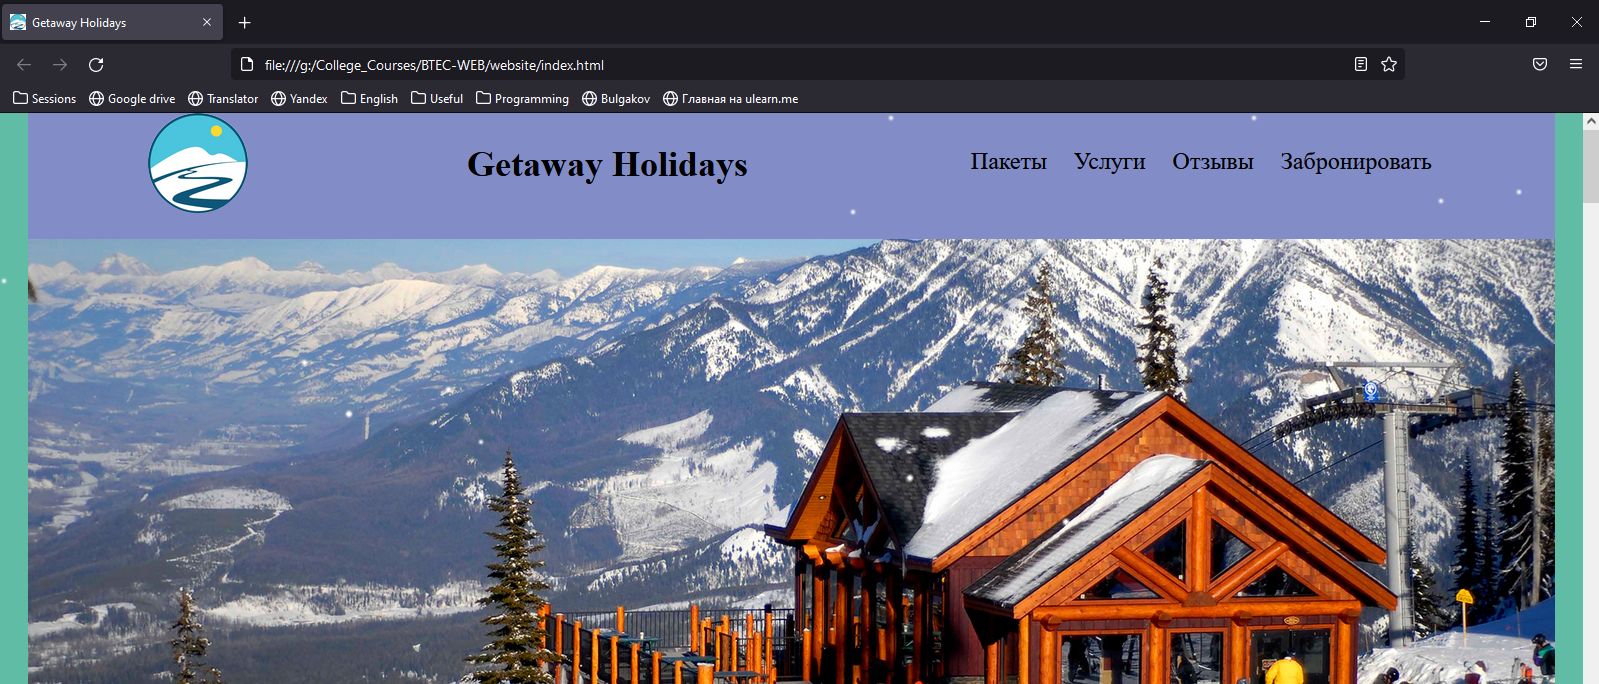 Getaway Holidays
file:///g:/College_Courses/BTEC-WEB/website/index.html
Sessions Google drive Translator Yandex English Useful Programming Bulgakov Главная на ulearn.me
Getaway Holidays Пакеты Услуги Отзывы Забронировать